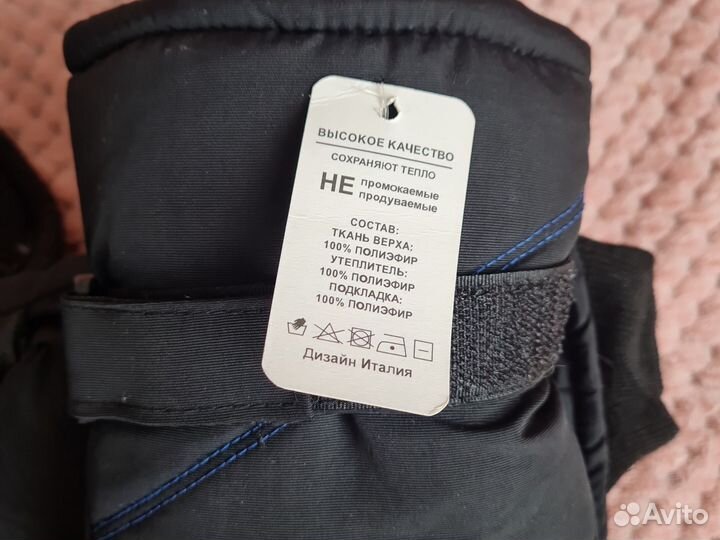 ВЫСОКОЕ КАЧЕСТВО
СОХРАНЯЮТ ТЕПЛО
НЕ промокаемые
продуваемые
СОСТАВ:
ТКАНЬ ВЕРХА:
100% ПОЛИЭФИР
УТЕПЛИТЕЛЬ:
100% ПОЛИЭФИР
ПОДКЛАДКА:
100% ПОЛИЭФИР
Дизайн Италия
Avito